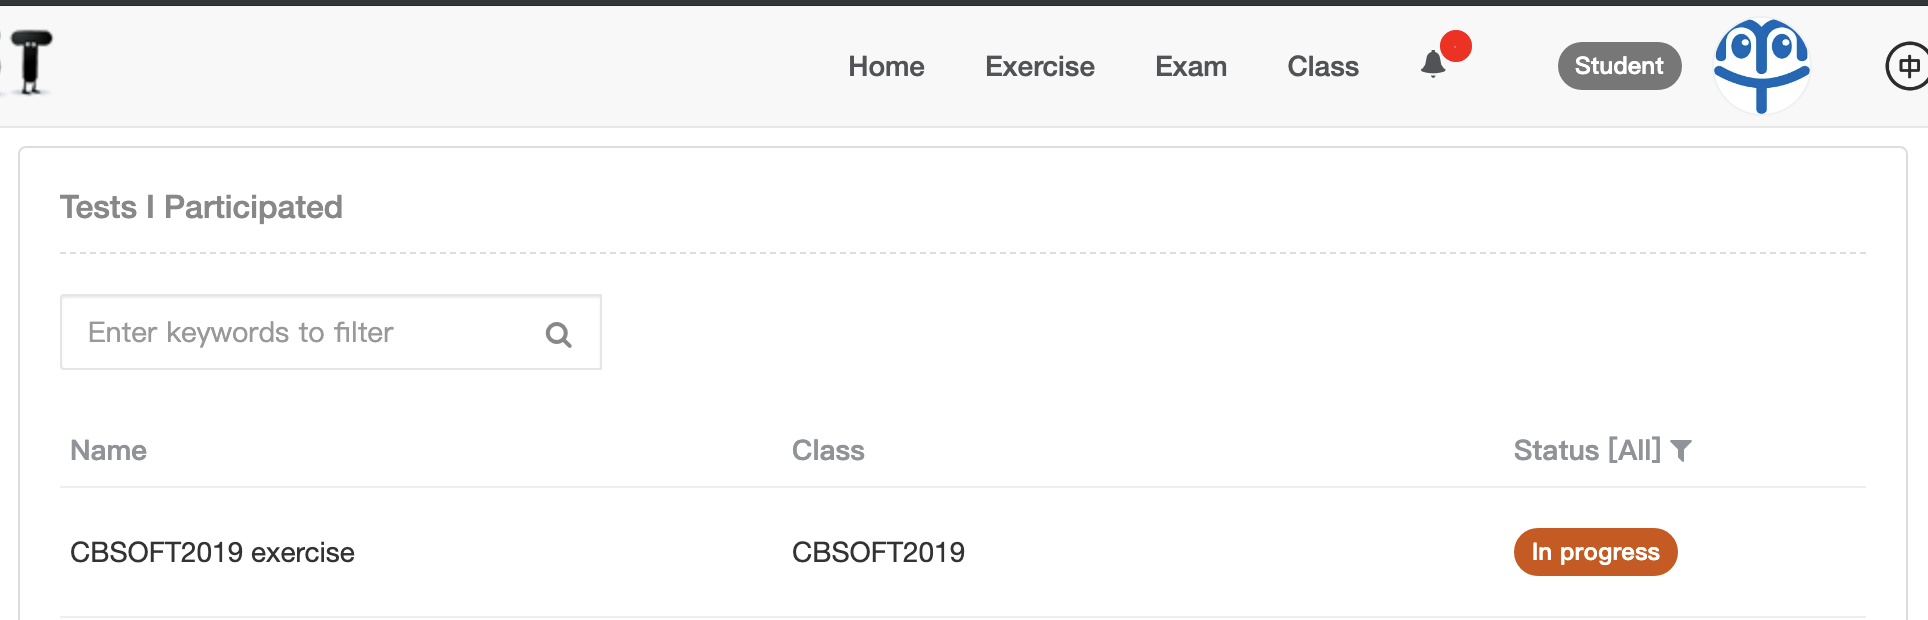 T
Home Exercise Exam Class Student 中
Tests I Participated
Enter keywords to filter
Name Class Status [All]
CBSOFT2019 exercise CBSOFT2019 In progress